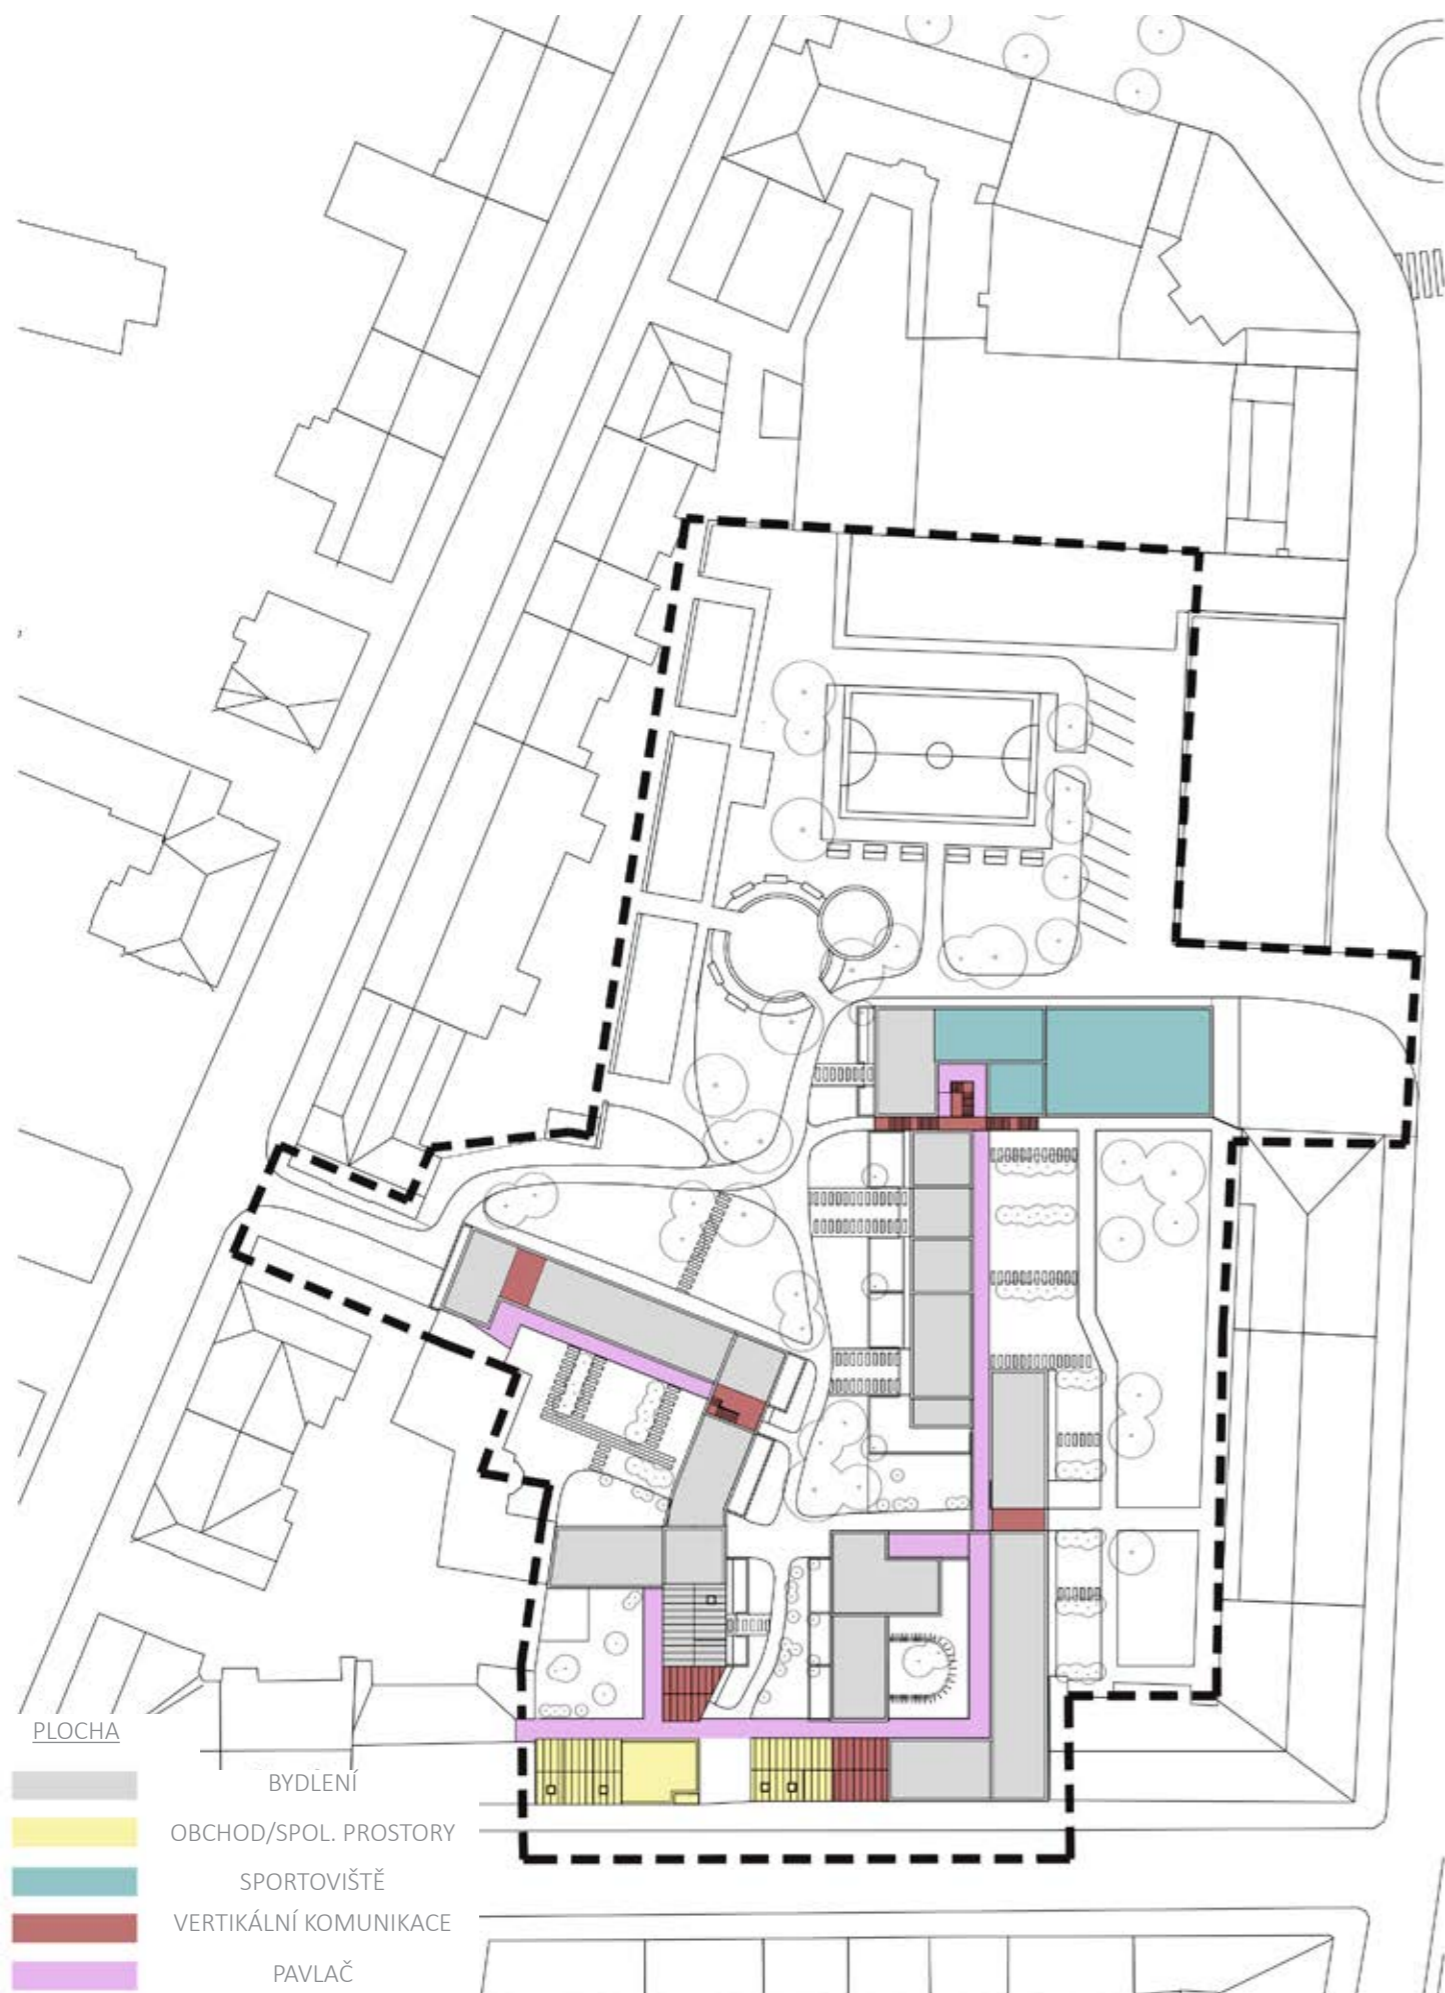 PLOCHA
BYDLENÍ
OBCHOD/SPOL. PROSTORY
SPORTOVIŠTĚ
VERTIKÁLNÍ KOMUNIKACE
PAVLAČ